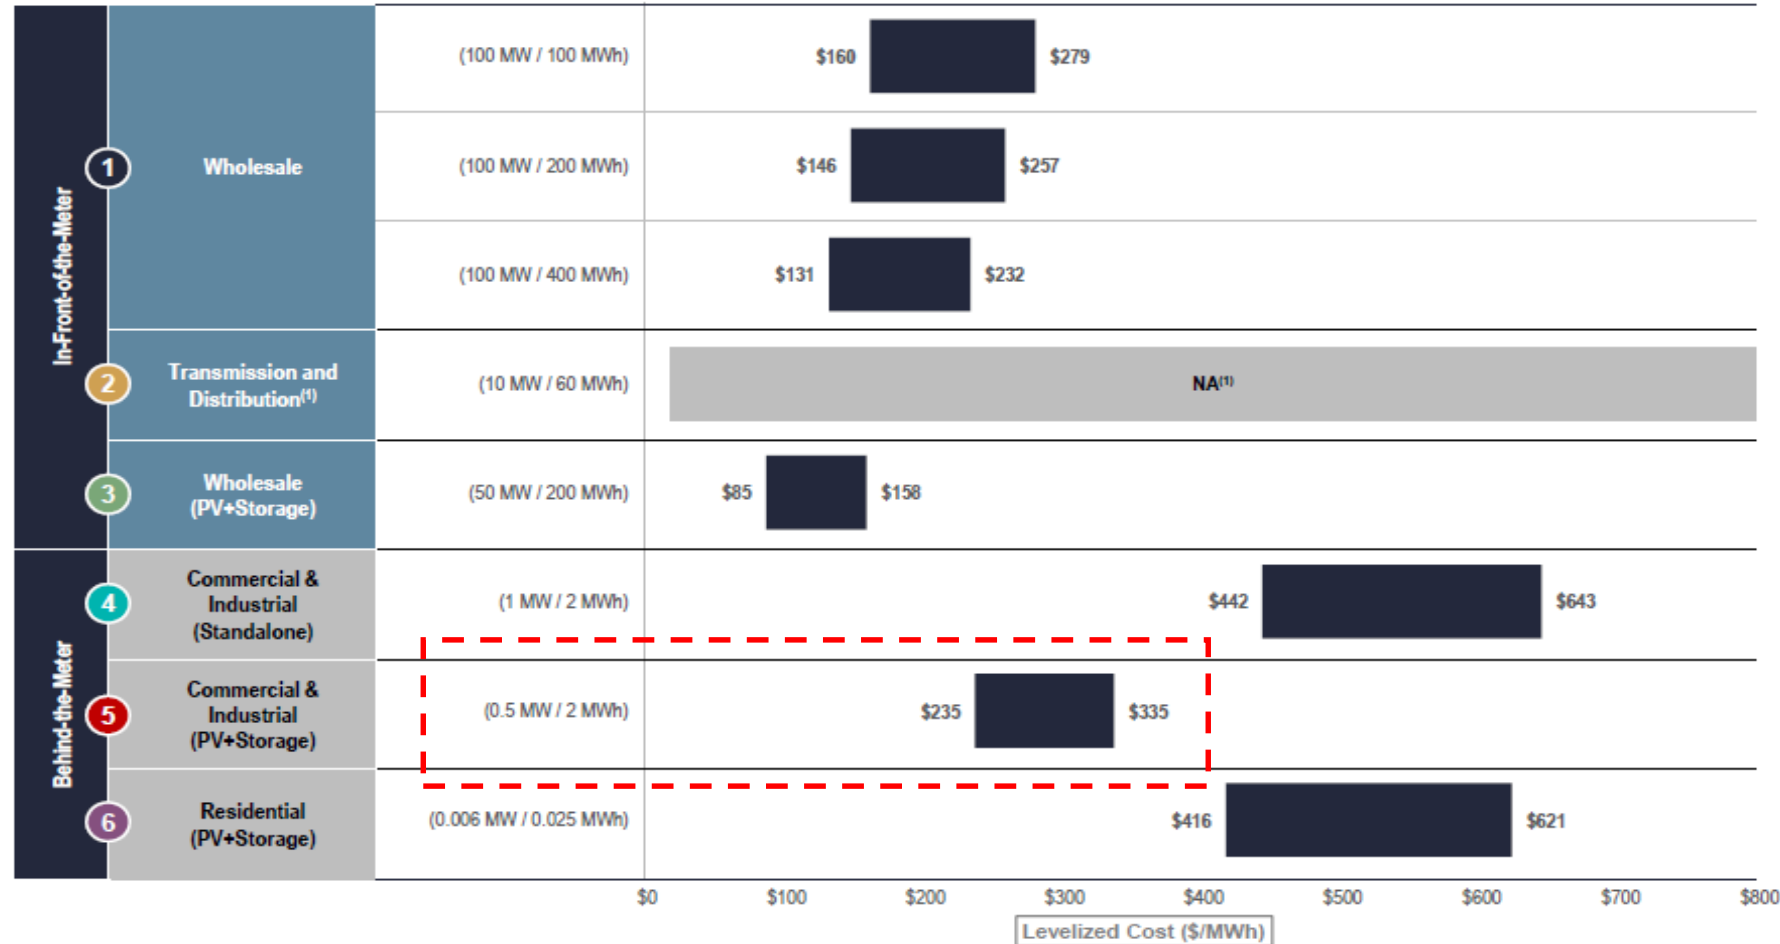 In-Front-of-the-Meter
1
Wholesale
(100 MW / 100 MWh)
$160
$279
(100 MW / 200 MWh)
$146
$257
(100 MW / 400 MWh)
$131
$232
2
Transmission and
Distribution(1)
(10 MW / 60 MWh)
NA(1)
3
Wholesale
(PV+Storage)
(50 MW / 200 MWh)
$85
$158
Behind-the-Meter
4
Commercial &
Industrial
(Standalone)
(1 MW / 2 MWh)
$442
$643
5
Commercial &
Industrial
(PV+Storage)
(0.5 MW / 2 MWh)
$235
$335
6
Residential
(PV+Storage)
(0.006 MW / 0.025 MWh)
$416
$621
$0 $100 $200 $300 $400 $500 $600 $700 $800
Levelized Cost ($/MWh)